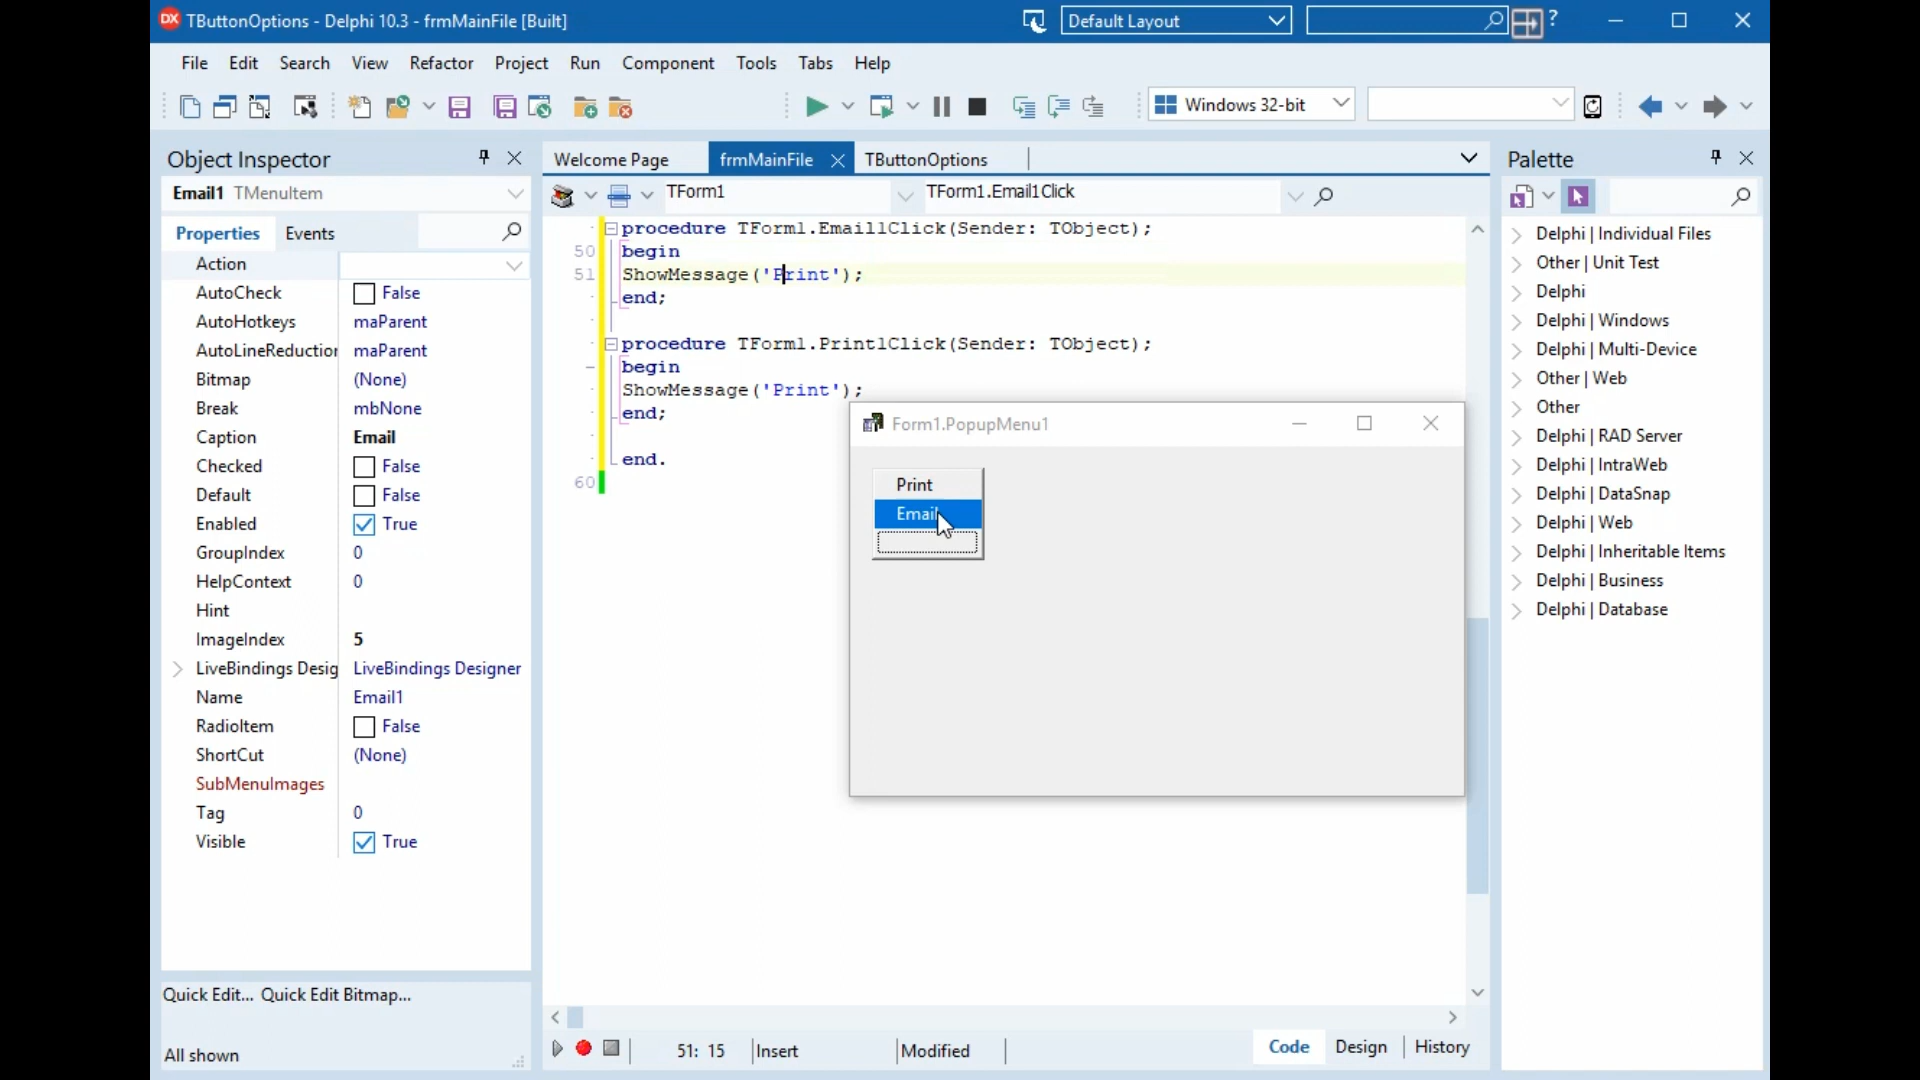 TButtonOptions - Delphi 10.3 - frmMainFile [Built]
Default Layout
?
File Edit Search View Refactor Project Run Component Tools Tabs Help
Windows 32-bit
Object Inspector
Email1 TMenuItem
Properties Events
Action
AutoCheck False
AutoHotkeys maParent
AutoLineReduction maParent
Bitmap (None)
Break mbNone
Caption Email
Checked False
Default False
Enabled True
GroupIndex 0
HelpContext 0
Hint
ImageIndex 5
LiveBindings Desig LiveBindings Designer
Name Email1
RadioItem False
ShortCut (None)
SubMenuImages
Tag 0
Visible True
Quick Edit... Quick Edit Bitmap...
All shown
Welcome Page frmMainFile TButtonOptions
TForm1 TForm1.Email1Click
procedure TForm1.Email1Click(Sender: TObject);
50 begin
51 ShowMessage('Print');
end;
procedure TForm1.Print1Click(Sender: TObject);
begin
ShowMessage('Print');
end;
end.
60
Form1.PopupMenu1
Print
Email
51: 15 Insert Modified
Code Design History
Palette
Delphi | Individual Files
Other | Unit Test
Delphi
Delphi | Windows
Delphi | Multi-Device
Other | Web
Other
Delphi | RAD Server
Delphi | IntraWeb
Delphi | DataSnap
Delphi | Web
Delphi | Inheritable Items
Delphi | Business
Delphi | Database